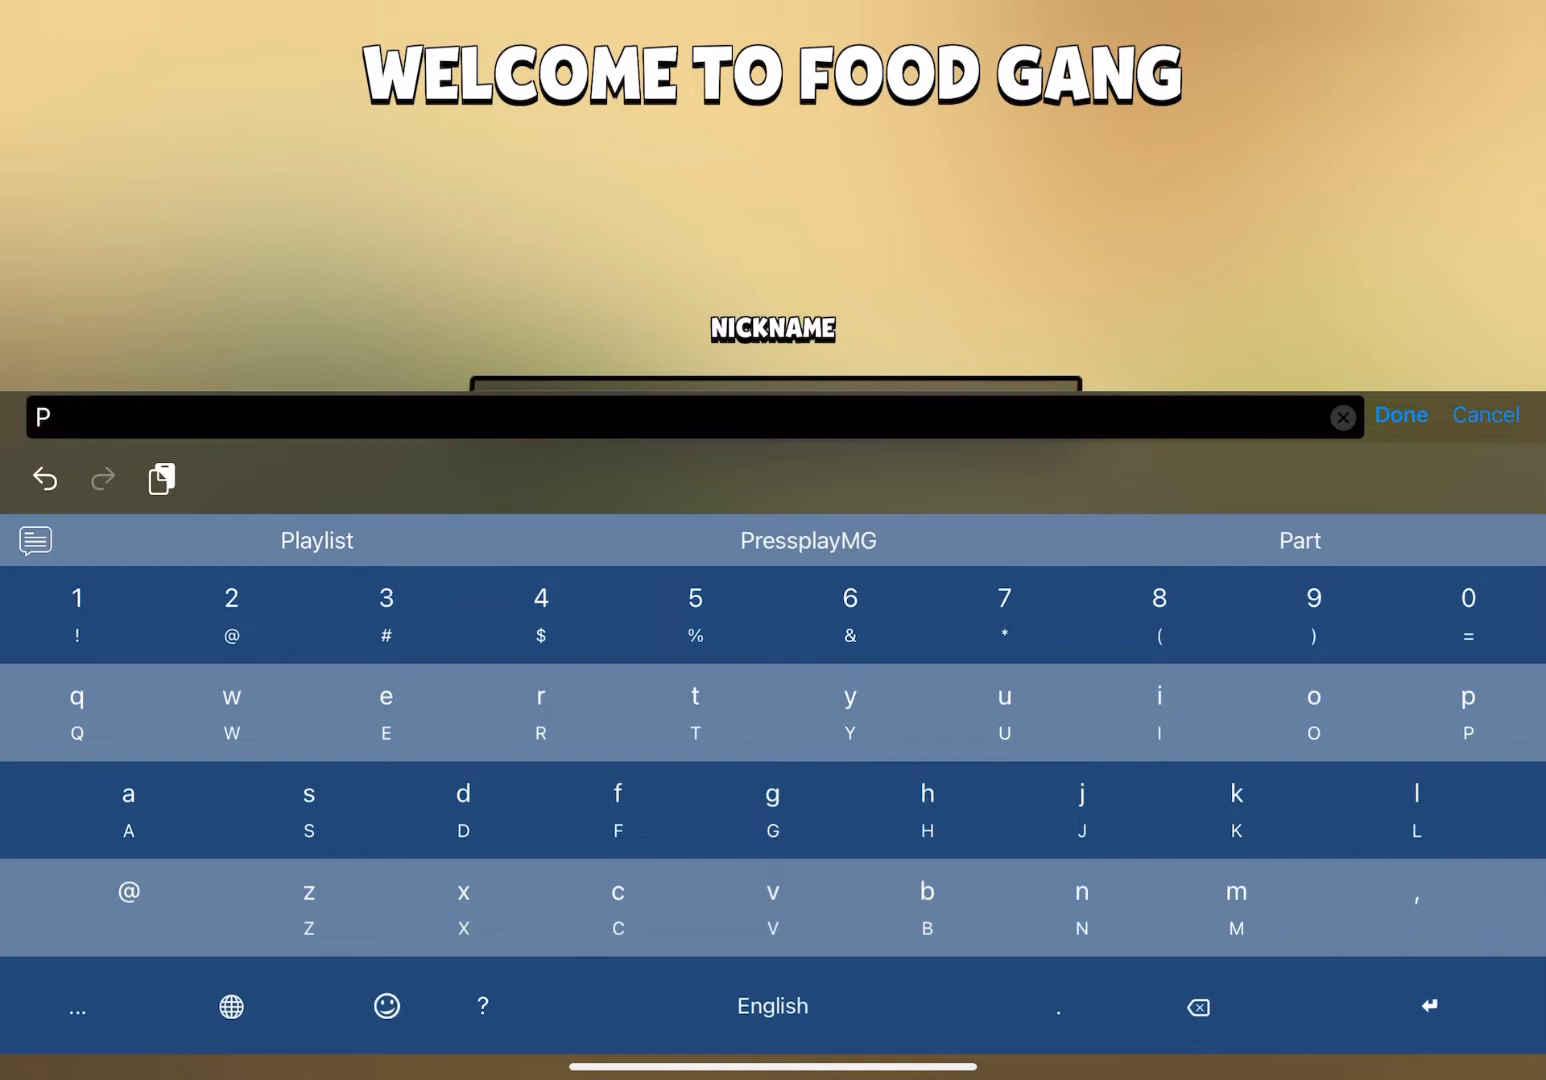 WELCOME TO FOOD GANG
NICKNAME
P
Done Cancel
Playlist PressplayMG Part
1 2 3 4 5 6 7 8 9 0
! @ # $ % & * ( ) =
q w e r t y u i o p
Q W E R T Y U I O P
a s d f g h j k l
A S D F G H J K L
@ z x c v b n m ,
Z X C V B N M
... ? English .